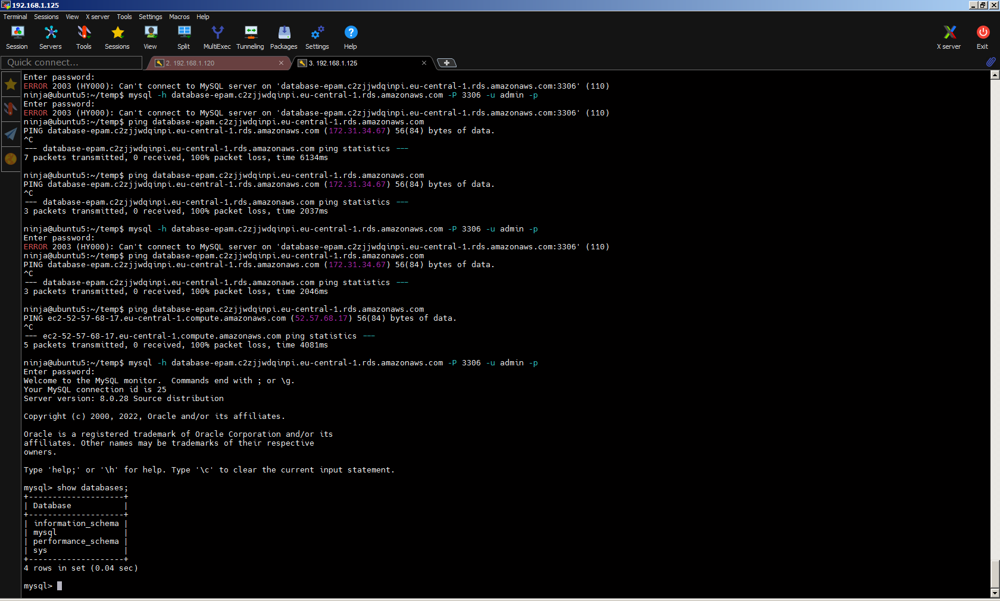 192.168.1.125
Terminal Sessions View X server Tools Settings Macros Help
Session Servers Tools Sessions View Split MultiExec Tunneling Packages Settings Help X server Exit
Quick connect... 2. 192.168.1.120 3. 192.168.1.125
Enter password:
ERROR 2003 (HY000): Can't connect to MySQL server on 'database-epam.c2zjjwdqinpi.eu-central-1.rds.amazonaws.com:3306' (110)
ninja@ubuntu5:~/temp$ mysql -h database-epam.c2zjjwdqinpi.eu-central-1.rds.amazonaws.com -P 3306 -u admin -p
Enter password:
ERROR 2003 (HY000): Can't connect to MySQL server on 'database-epam.c2zjjwdqinpi.eu-central-1.rds.amazonaws.com:3306' (110)
ninja@ubuntu5:~/temp$ ping database-epam.c2zjjwdqinpi.eu-central-1.rds.amazonaws.com
PING database-epam.c2zjjwdqinpi.eu-central-1.rds.amazonaws.com (172.31.34.67) 56(84) bytes of data.
^C
--- database-epam.c2zjjwdqinpi.eu-central-1.rds.amazonaws.com ping statistics ---
7 packets transmitted, 0 received, 100% packet loss, time 6134ms
ninja@ubuntu5:~/temp$ ping database-epam.c2zjjwdqinpi.eu-central-1.rds.amazonaws.com
PING database-epam.c2zjjwdqinpi.eu-central-1.rds.amazonaws.com (172.31.34.67) 56(84) bytes of data.
^C
--- database-epam.c2zjjwdqinpi.eu-central-1.rds.amazonaws.com ping statistics ---
3 packets transmitted, 0 received, 100% packet loss, time 2037ms
ninja@ubuntu5:~/temp$ mysql -h database-epam.c2zjjwdqinpi.eu-central-1.rds.amazonaws.com -P 3306 -u admin -p
Enter password:
ERROR 2003 (HY000): Can't connect to MySQL server on 'database-epam.c2zjjwdqinpi.eu-central-1.rds.amazonaws.com:3306' (110)
ninja@ubuntu5:~/temp$ ping database-epam.c2zjjwdqinpi.eu-central-1.rds.amazonaws.com
PING database-epam.c2zjjwdqinpi.eu-central-1.rds.amazonaws.com (172.31.34.67) 56(84) bytes of data.
^C
--- database-epam.c2zjjwdqinpi.eu-central-1.rds.amazonaws.com ping statistics ---
3 packets transmitted, 0 received, 100% packet loss, time 2046ms
ninja@ubuntu5:~/temp$ ping database-epam.c2zjjwdqinpi.eu-central-1.rds.amazonaws.com
PING ec2-52-57-68-17.eu-central-1.compute.amazonaws.com (52.57.68.17) 56(84) bytes of data.
^C
--- ec2-52-57-68-17.eu-central-1.compute.amazonaws.com ping statistics ---
5 packets transmitted, 0 received, 100% packet loss, time 4081ms
ninja@ubuntu5:~/temp$ mysql -h database-epam.c2zjjwdqinpi.eu-central-1.rds.amazonaws.com -P 3306 -u admin -p
Enter password:
Welcome to the MySQL monitor.  Commands end with ; or \g.
Your MySQL connection id is 25
Server version: 8.0.28 Source distribution
Copyright (c) 2000, 2022, Oracle and/or its affiliates.
Oracle is a registered trademark of Oracle Corporation and/or its
affiliates. Other names may be trademarks of their respective
owners.
Type 'help;' or '\h' for help. Type '\c' to clear the current input statement.
mysql> show databases;
+--------------------+
| Database           |
+--------------------+
| information_schema |
| mysql              |
| performance_schema |
| sys                |
+--------------------+
4 rows in set (0.04 sec)
mysql>